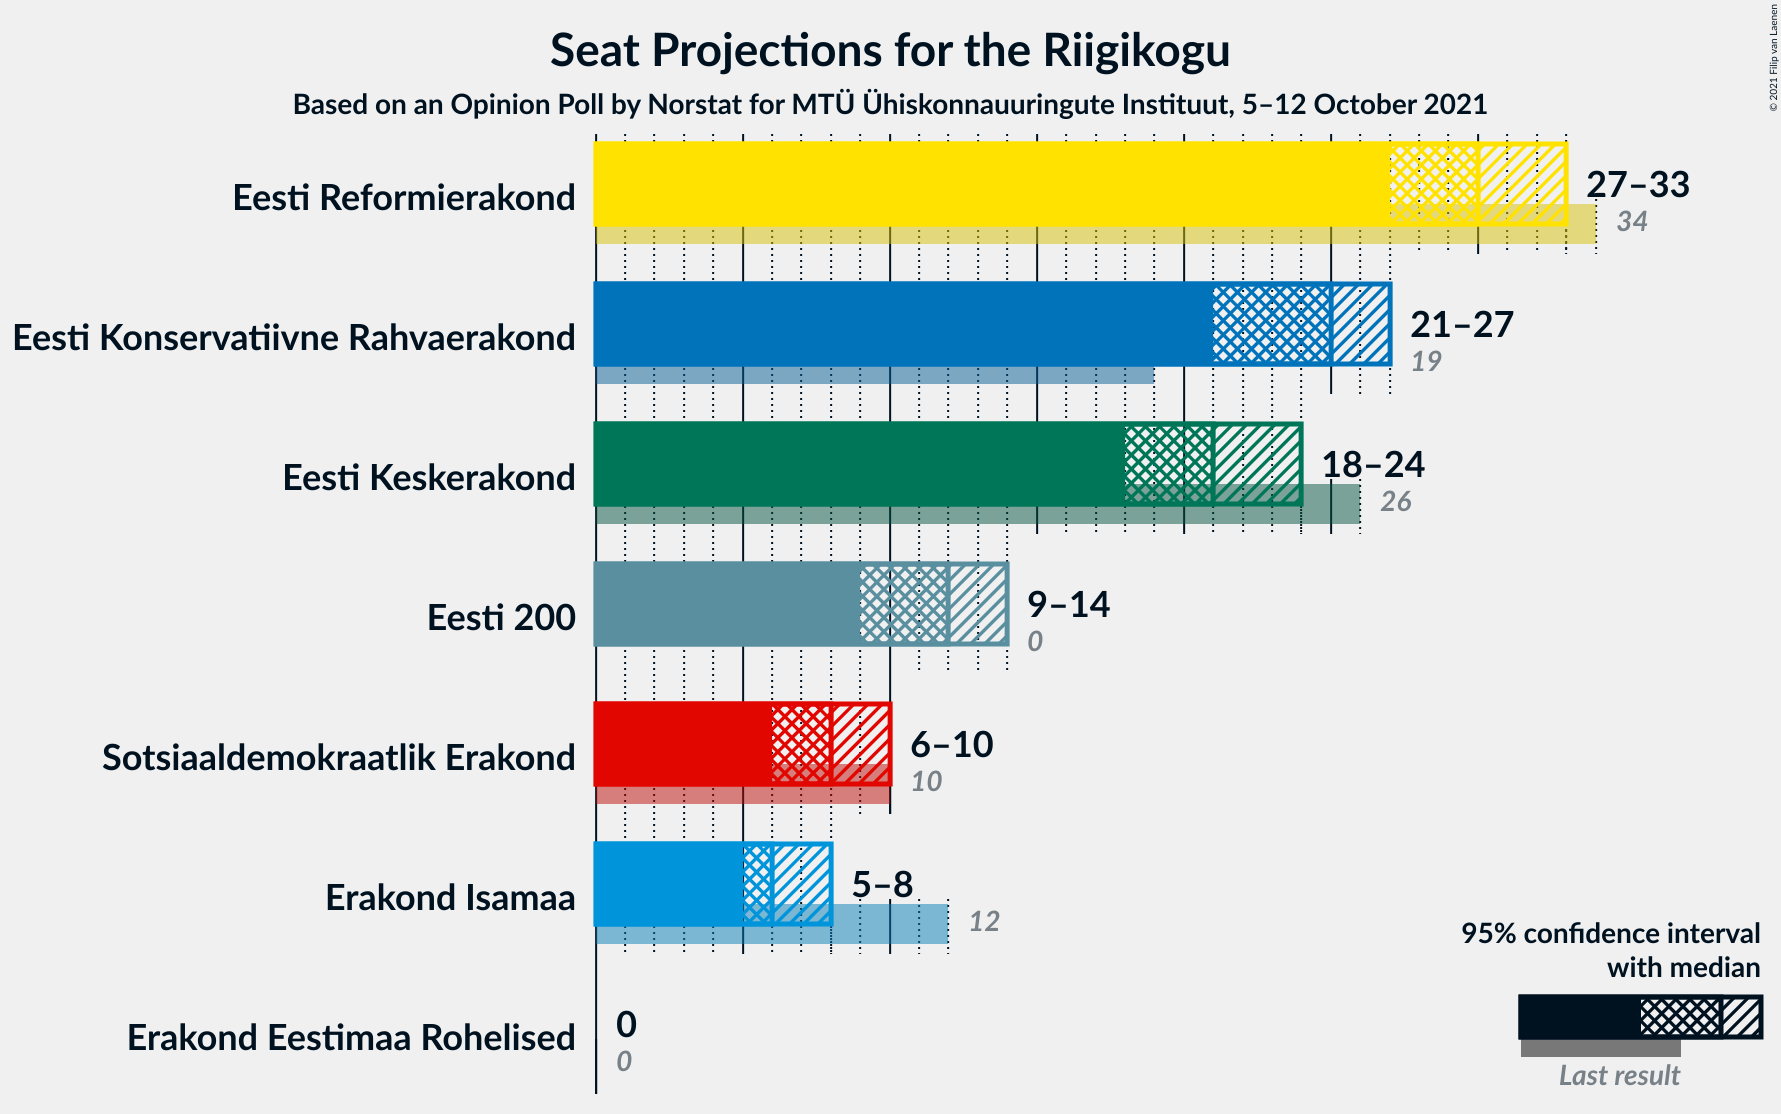 Seat Projections for the Riigikogu
Based on an Opinion Poll by Norstat for MTÜ Ühiskonnauuringute Instituut, 5–12 October 2021
© 2021 Filip van Laenen
Eesti Reformierakond
27–33
34
Eesti Konservatiivne Rahvaerakond
21–27
19
Eesti Keskerakond
18–24
26
Eesti 200
9–14
0
Sotsiaaldemokraatlik Erakond
6–10
10
Erakond Isamaa
5–8
12
Erakond Eestimaa Rohelised
0
0
95% confidence interval
with median
Last result